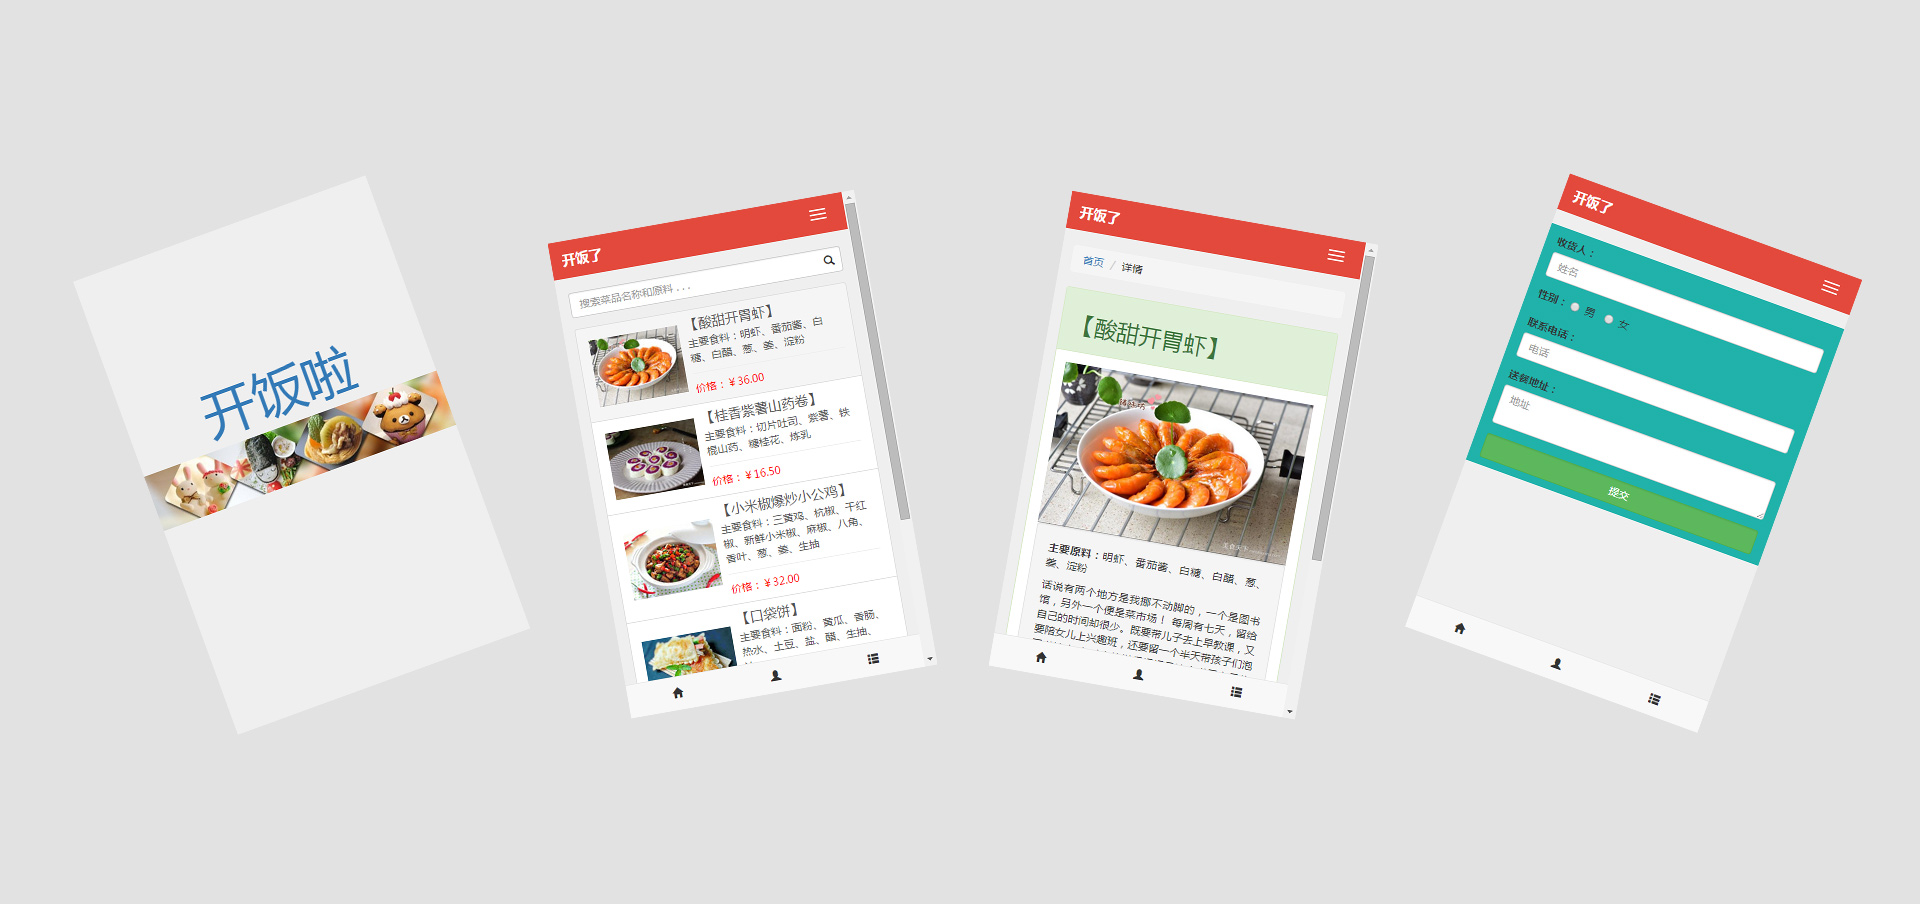 开饭啦
开饭了
搜索菜品名称和原料 . . .
【酸甜开胃虾】
主要食料：明虾、番茄酱、白
糖、白醋、葱、姜、淀粉
价格：￥36.00
【桂香紫薯山药卷】
主要食料：切片吐司、紫薯、铁
棍山药、糖桂花、炼乳
价格：￥16.50
【小米椒爆炒小公鸡】
主要食料：三黄鸡、杭椒、干红
椒、新鲜小米椒、麻椒、八角、
香叶、葱、姜、生抽
价格：￥32.00
【口袋饼】
主要食料：面粉、黄瓜、香肠、
热水、土豆、盐、醋、生抽、
开饭了
首页 / 详情
【酸甜开胃虾】
美食天下
主要原料：明虾、番茄酱、白糖、白醋、葱、
姜、淀粉
话说有两个地方是我挪不动脚的，一个是图书
馆，另外一个便是菜市场！ 每周有七天，留给
自己的时间却很少。既要带儿子去上早教课，又
要陪女儿上兴趣班，还要留一个半天带孩子们泡
开饭了
收货人：
姓名
性别： 男 女
联系电话：
电话
送餐地址：
地址
提交